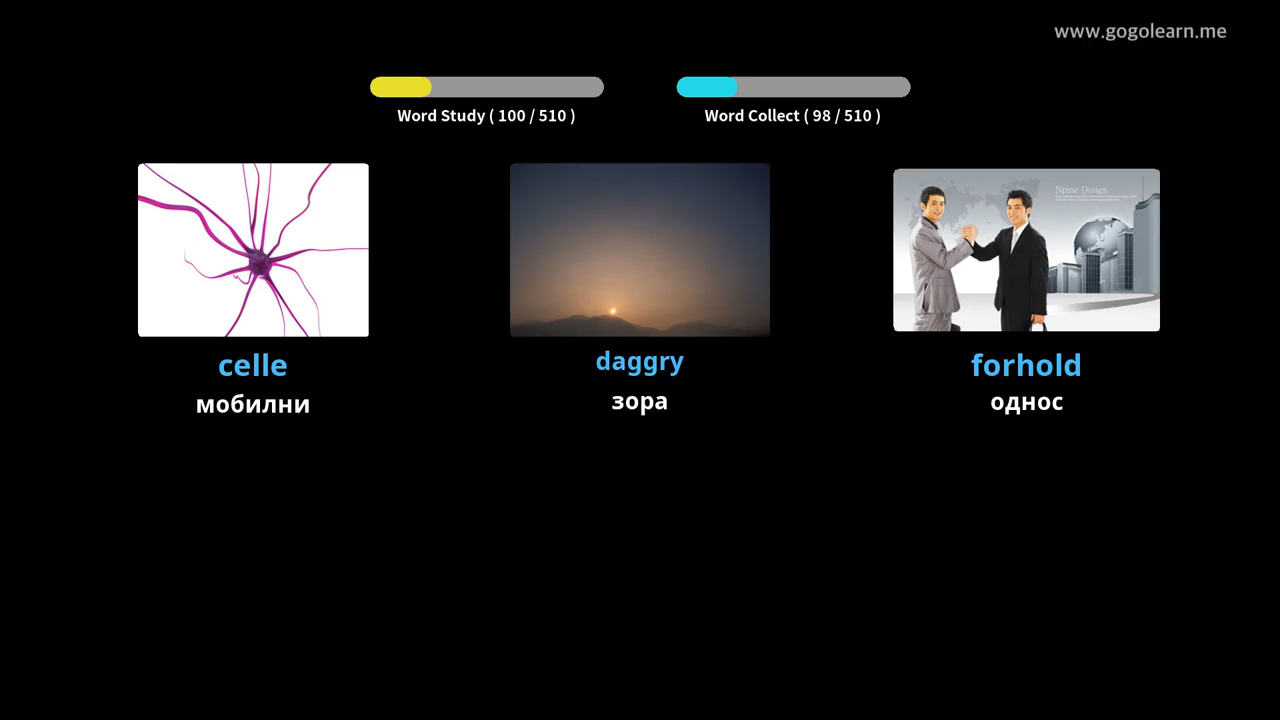 www.gogolearn.me
Word Study ( 100 / 510 )
Word Collect ( 98 / 510 )
Npine Design
celle
мобилни
daggry
зора
forhold
однос